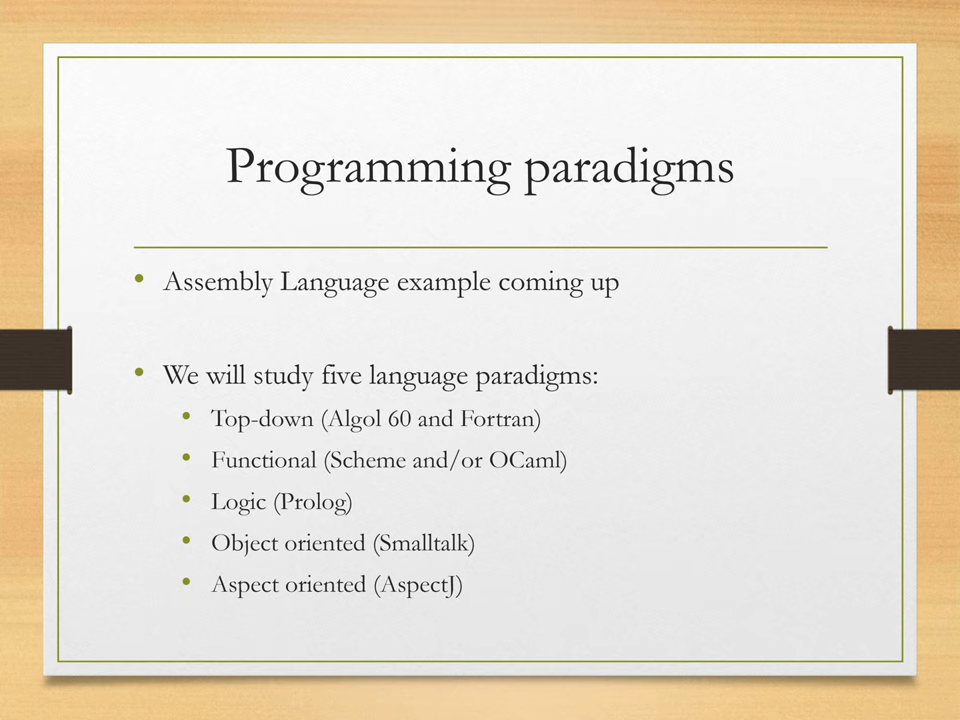 Programming paradigms
• Assembly Language example coming up
• We will study five language paradigms:
• Top-down (Algol 60 and Fortran)
• Functional (Scheme and/or OCaml)
• Logic (Prolog)
• Object oriented (Smalltalk)
• Aspect oriented (AspectJ)